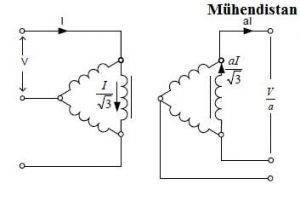 Mühendistan
I
aI
V
I/√3
aI/√3
V/a